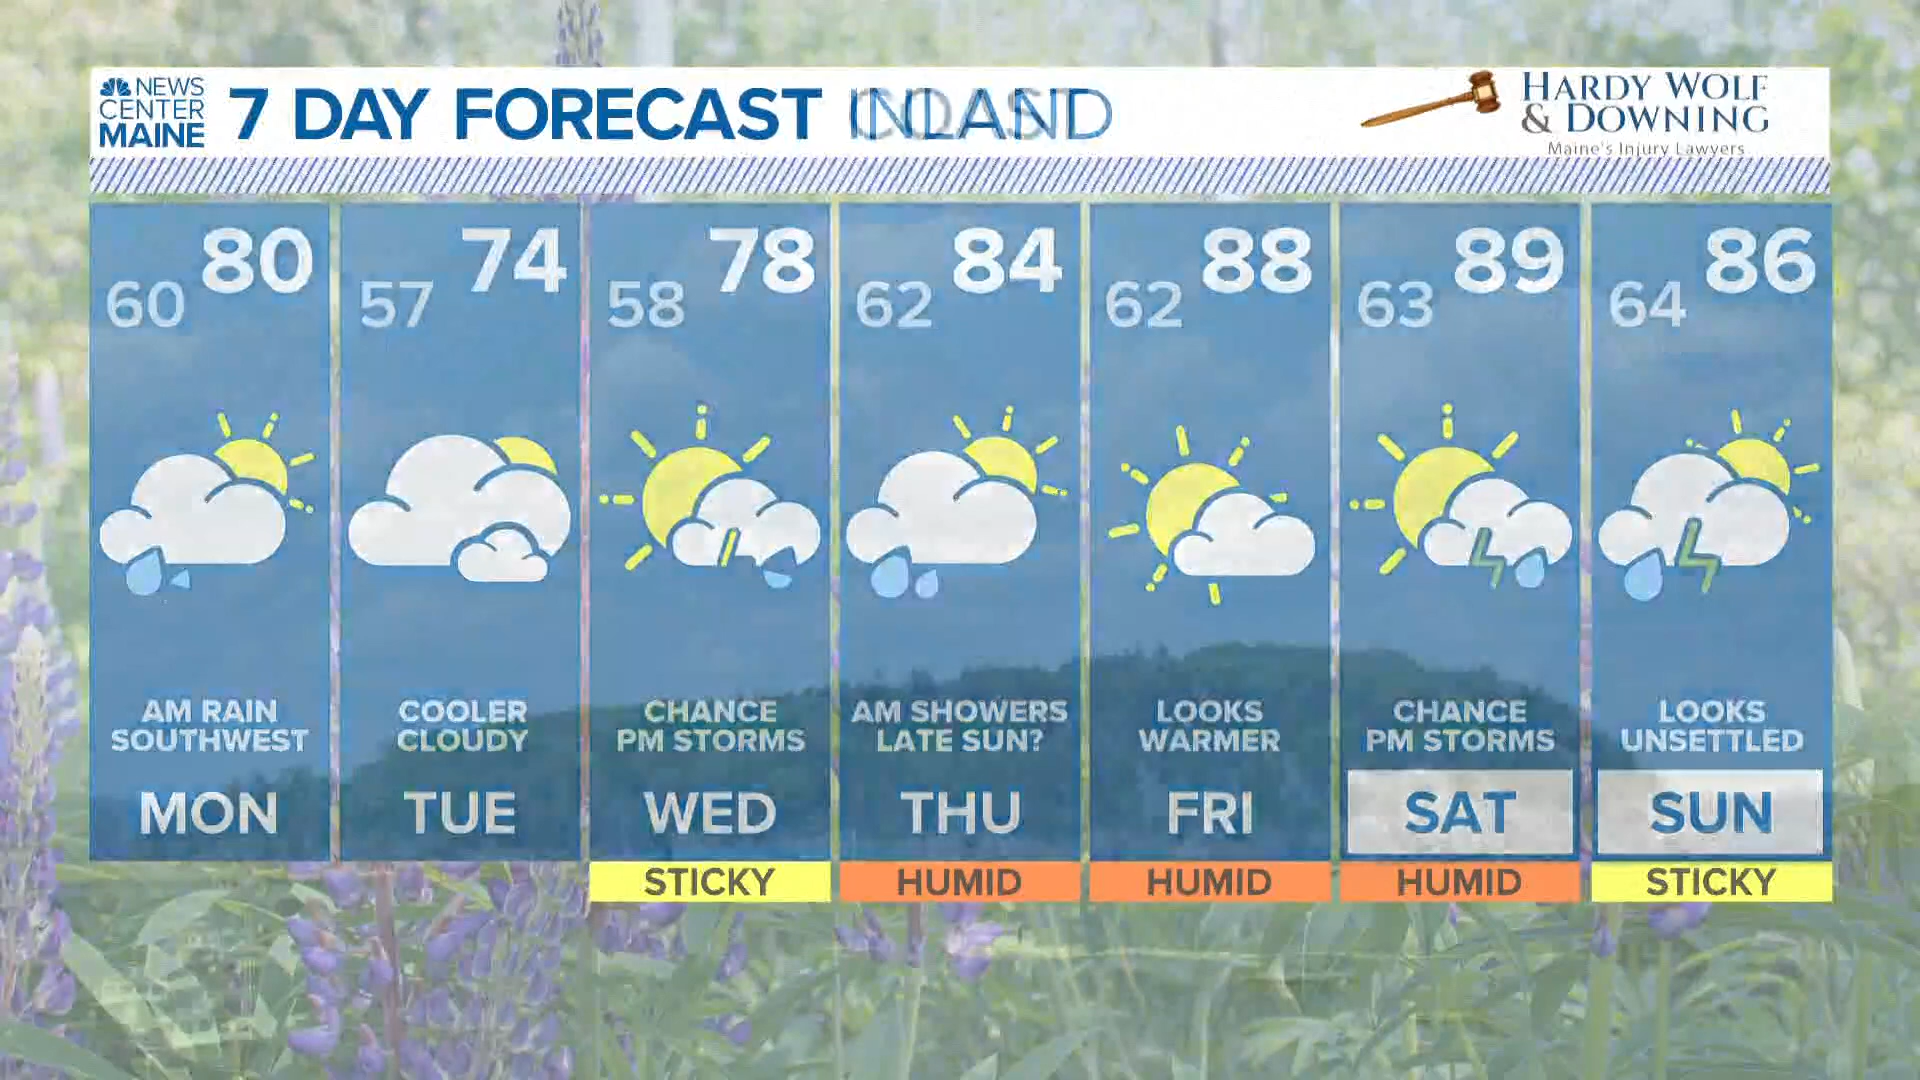 NEWS
CENTER
MAINE
7 DAY FORECAST INLAND
HARDY WOLF
& DOWNING
Maine's Injury Lawyers
60 80
57 74
58 78
62 84
62 88
63 89
64 86
AM RAIN
SOUTHWEST
COOLER
CLOUDY
CHANCE
PM STORMS
AM SHOWERS
LATE SUN?
LOOKS
WARMER
CHANCE
PM STORMS
LOOKS
UNSETTLED
MON
TUE
WED
THU
FRI
SAT
SUN
STICKY
HUMID
HUMID
HUMID
STICKY